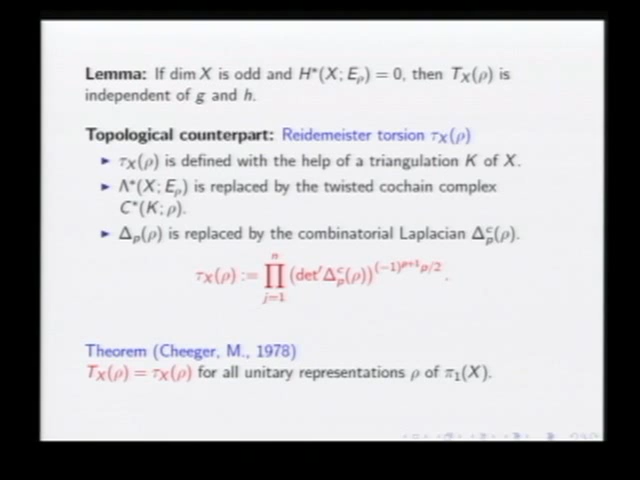 Lemma: If dim X is odd and H*(X; E_ρ) = 0, then T_X(ρ) is
independent of g and h.
Topological counterpart: Reidemeister torsion τ_X(ρ)
► τ_X(ρ) is defined with the help of a triangulation K of X.
► Λ*(X; E_ρ) is replaced by the twisted cochain complex
C*(K; ρ).
► Δ_p(ρ) is replaced by the combinatorial Laplacian Δ_p^c(ρ).
τ_X(ρ) := ∏_{j=1}^{n} (det′Δ_p^c(ρ))^{(-1)^{p+1}p/2}.
Theorem (Cheeger, M., 1978)
T_X(ρ) = τ_X(ρ) for all unitary representations ρ of π₁(X).